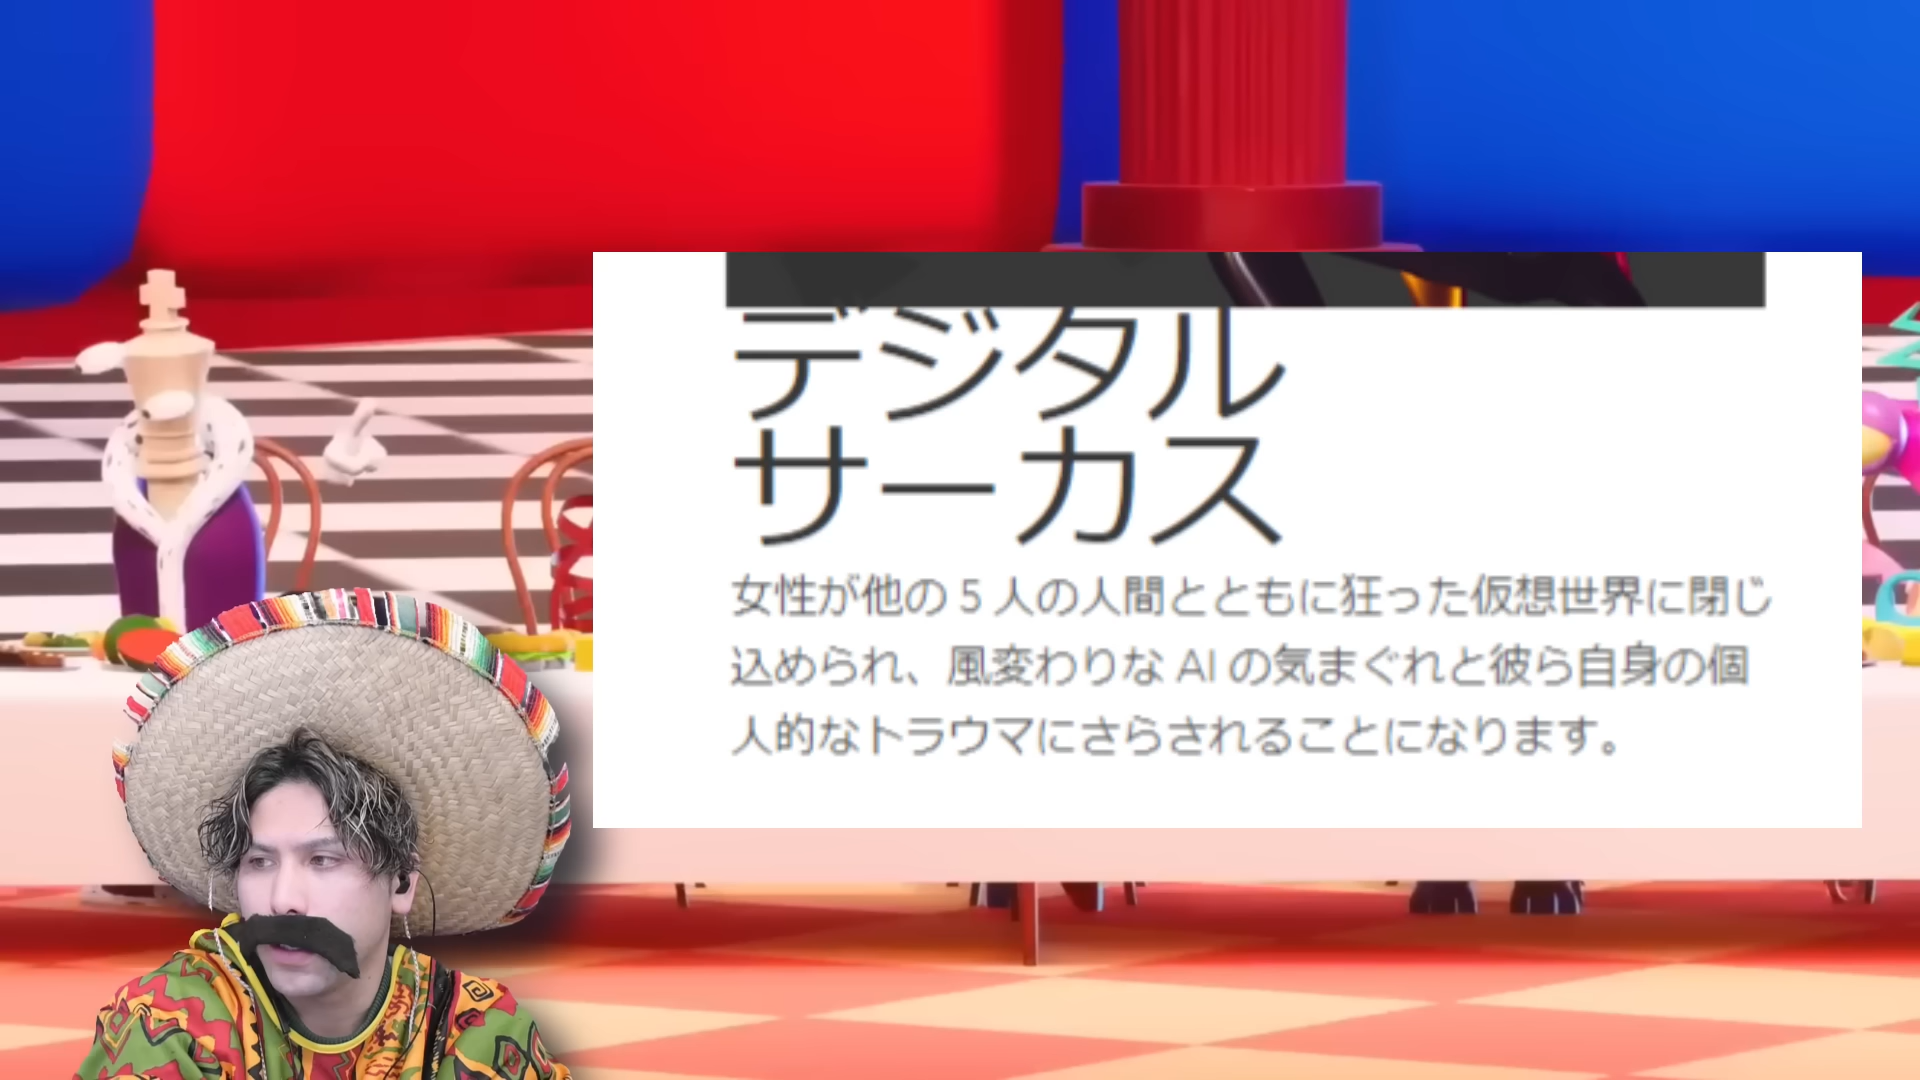 デジタル
サーカス
女性が他の 5 人の人間とともに狂った仮想世界に閉じ
込められ、風変わりな AI の気まぐれと彼ら自身の個
人的なトラウマにさらされることになります。